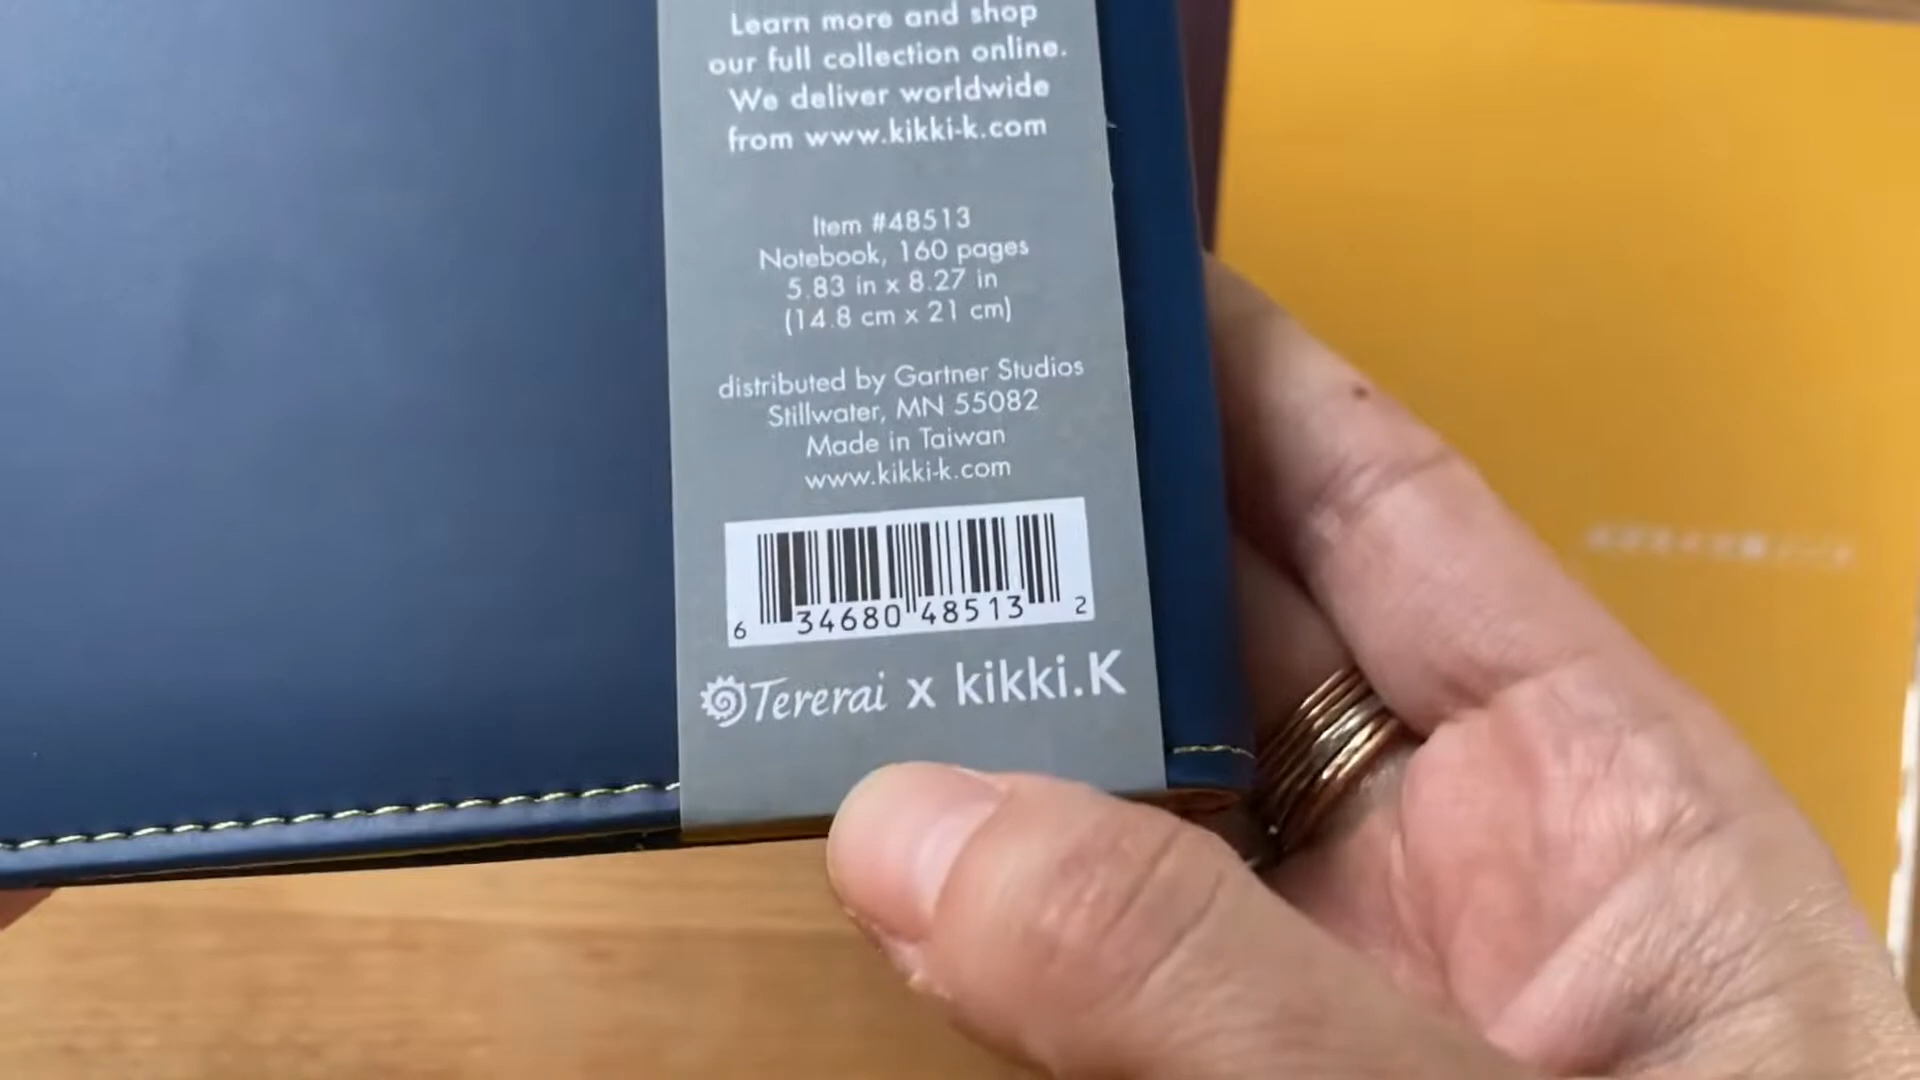 Learn more and shop
our full collection online.
We deliver worldwide
from www.kikki-k.com
Item #48513
Notebook, 160 pages
5.83 in x 8.27 in
(14.8 cm x 21 cm)
distributed by Gartner Studios
Stillwater, MN 55082
Made in Taiwan
www.kikki-k.com
6 34680 48513 2
Tererai x kikki.K